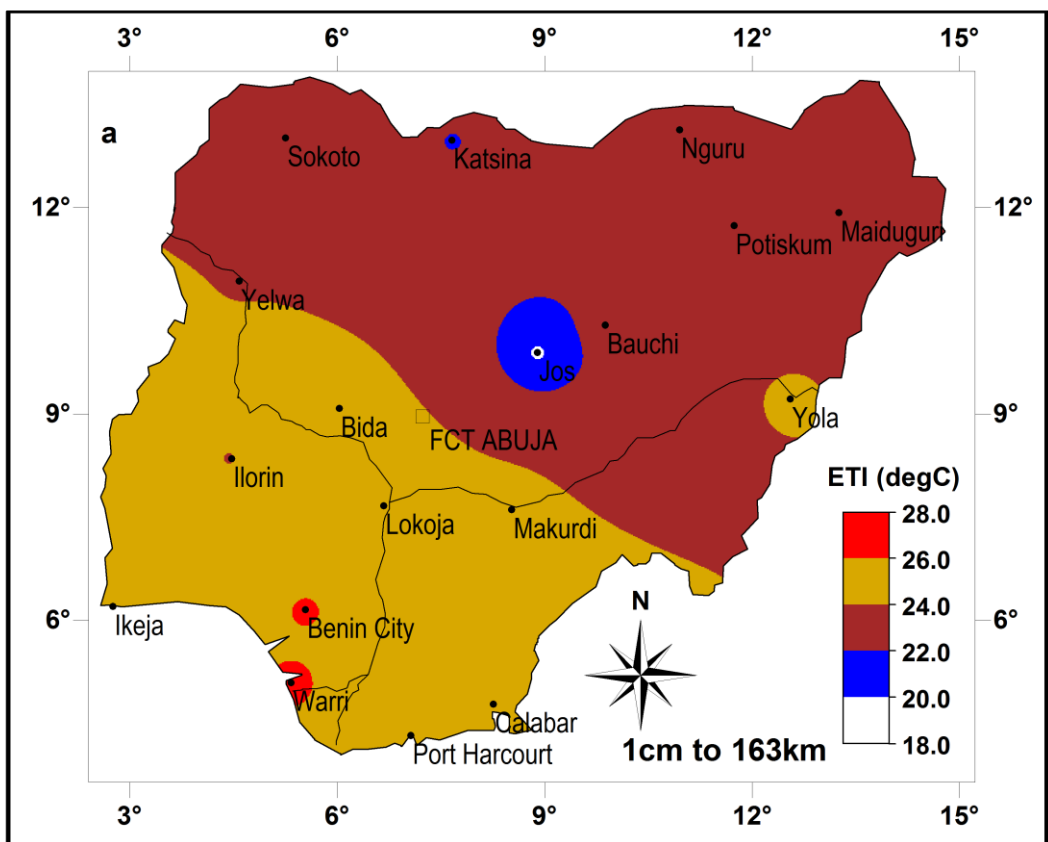 3° 6° 9° 12° 15°
a
Sokoto
Katsina
Nguru
12° 12°
Potiskum
Maiduguri
Yelwa
Bauchi
Jos
9° 9°
Bida
FCT ABUJA
Yola
Ilorin
ETI (degC)
Lokoja
Makurdi
28.0
26.0
24.0
22.0
20.0
18.0
N
6° 6°
Ikeja
Benin City
Warri
Calabar
Port Harcourt
1cm to 163km
3° 6° 9° 12° 15°